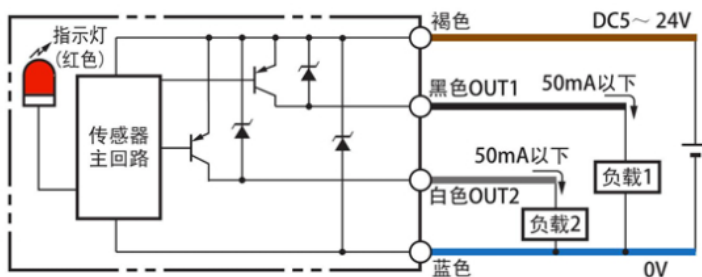 褐色
DC5～24V
指示灯
(红色)
黑色OUT1
50mA以下
传感器
主回路
50mA以下
负载1
白色OUT2
负载2
蓝色
0V